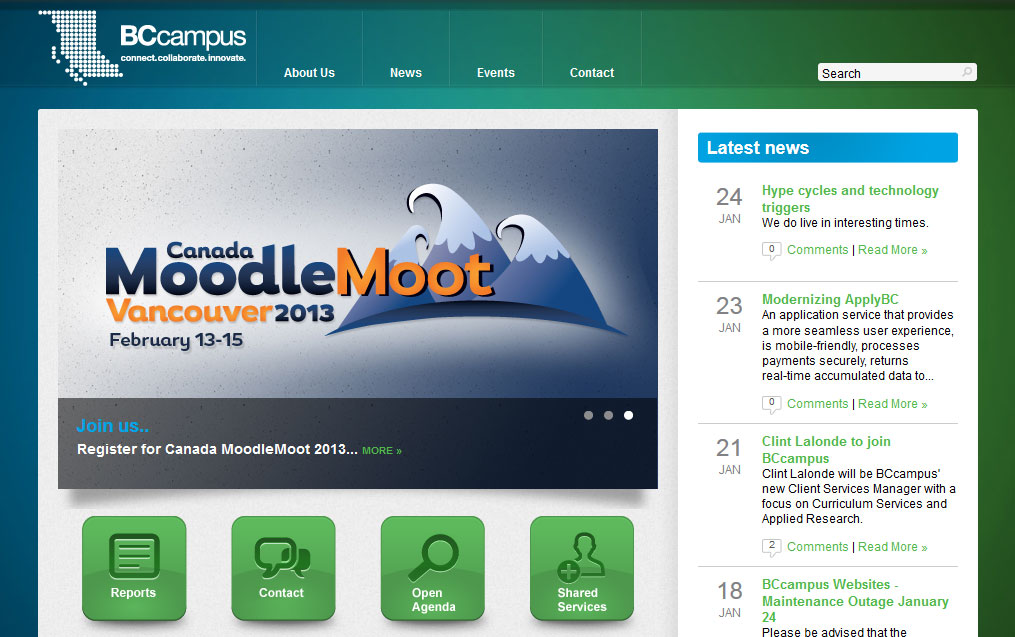 BCcampus
connect.collaborate.innovate.
About Us
News
Events
Contact
Search
Canada
MoodleMoot
Vancouver 2013
February 13-15
Join us..
Register for Canada MoodleMoot 2013... MORE »
Reports
Contact
Open
Agenda
Shared
Services
Latest news
24
JAN
Hype cycles and technology
triggers
We do live in interesting times.
0 Comments | Read More »
23
JAN
Modernizing ApplyBC
An application service that provides
a more seamless user experience,
is mobile-friendly, processes
payments securely, returns
real-time accumulated data to...
0 Comments | Read More »
21
JAN
Clint Lalonde to join
BCcampus
Clint Lalonde will be BCcampus'
new Client Services Manager with a
focus on Curriculum Services and
Applied Research.
2 Comments | Read More »
18
JAN
BCcampus Websites -
Maintenance Outage January
24
Please be advised that the